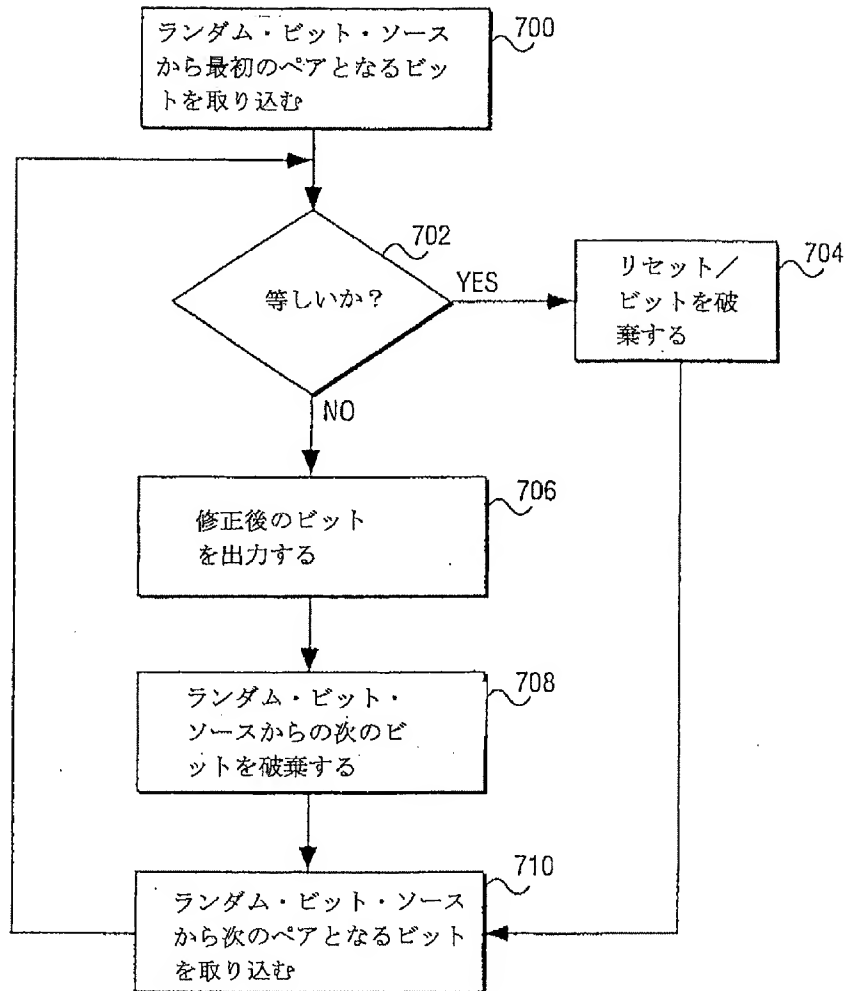 ランダム・ビット・ソース
から最初のペアとなるビッ
トを取り込む
700
702
等しいか？
YES
704
リセット／
ビットを破
棄する
NO
706
修正後のビット
を出力する
708
ランダム・ビット・
ソースからの次のビ
ットを破棄する
710
ランダム・ビット・ソース
から次のペアとなるビット
を取り込む